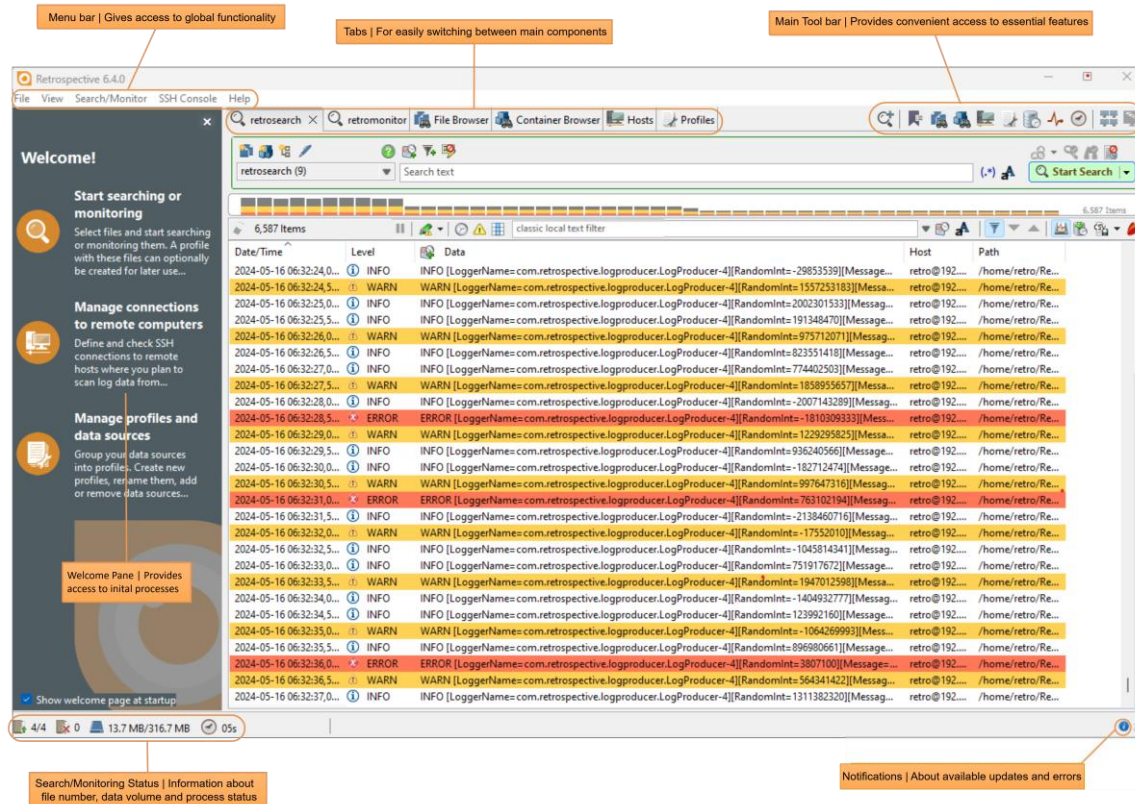 Menu bar | Gives access to global functionality
Tabs | For easily switching between main components
Main Tool bar | Provides convenient access to essential features
Retrospective 6.4.0
File View Search/Monitor SSH Console Help
retrosearch retromonitor File Browser Container Browser Hosts Profiles
Welcome!
Start searching or
monitoring
Select files and start searching
or monitoring them. A profile
with these files can optionally
be created for later use...
Manage connections
to remote computers
Define and check SSH
connections to remote
hosts where you plan to
scan log data from...
Manage profiles and
data sources
Group your data sources
into profiles. Create new
profiles, rename them, add
or remove data sources...
Welcome Pane | Provides
access to inital processes
Show welcome page at startup
retrosearch (9) Search text (.*) Start Search
6,587 Items
6,587 Items classic local text filter
Date/Time Level Data Host Path
2024-05-16 06:32:24,0... INFO INFO [LoggerName=com.retrospective.logproducer.LogProducer-4][RandomInt=-29853539][Message... retro@192.... /home/retro/Re...
2024-05-16 06:32:24,5... WARN WARN [LoggerName=com.retrospective.logproducer.LogProducer-4][RandomInt=1557253183][Messa... retro@192.... /home/retro/Re...
2024-05-16 06:32:25,0... INFO INFO [LoggerName=com.retrospective.logproducer.LogProducer-4][RandomInt=2002301533][Messag... retro@192.... /home/retro/Re...
2024-05-16 06:32:25,5... INFO INFO [LoggerName=com.retrospective.logproducer.LogProducer-4][RandomInt=191348470][Message... retro@192.... /home/retro/Re...
2024-05-16 06:32:26,0... WARN WARN [LoggerName=com.retrospective.logproducer.LogProducer-4][RandomInt=975712071][Messag... retro@192.... /home/retro/Re...
2024-05-16 06:32:26,5... INFO INFO [LoggerName=com.retrospective.logproducer.LogProducer-4][RandomInt=823551418][Message... retro@192.... /home/retro/Re...
2024-05-16 06:32:27,0... INFO INFO [LoggerName=com.retrospective.logproducer.LogProducer-4][RandomInt=774402503][Message... retro@192.... /home/retro/Re...
2024-05-16 06:32:27,5... WARN WARN [LoggerName=com.retrospective.logproducer.LogProducer-4][RandomInt=1858955657][Messa... retro@192.... /home/retro/Re...
2024-05-16 06:32:28,0... INFO INFO [LoggerName=com.retrospective.logproducer.LogProducer-4][RandomInt=-2007143289][Messag... retro@192.... /home/retro/Re...
2024-05-16 06:32:28,5... ERROR ERROR [LoggerName=com.retrospective.logproducer.LogProducer-4][RandomInt=-1810309333][Mess... retro@192.... /home/retro/Re...
2024-05-16 06:32:29,0... WARN WARN [LoggerName=com.retrospective.logproducer.LogProducer-4][RandomInt=1229295825][Messa... retro@192.... /home/retro/Re...
2024-05-16 06:32:29,5... INFO INFO [LoggerName=com.retrospective.logproducer.LogProducer-4][RandomInt=936240566][Message... retro@192.... /home/retro/Re...
2024-05-16 06:32:30,0... INFO INFO [LoggerName=com.retrospective.logproducer.LogProducer-4][RandomInt=-182712474][Message... retro@192.... /home/retro/Re...
2024-05-16 06:32:30,5... WARN WARN [LoggerName=com.retrospective.logproducer.LogProducer-4][RandomInt=997647316][Messag... retro@192.... /home/retro/Re...
2024-05-16 06:32:31,0... ERROR ERROR [LoggerName=com.retrospective.logproducer.LogProducer-4][RandomInt=763102194][Messag... retro@192.... /home/retro/Re...
2024-05-16 06:32:31,5... INFO INFO [LoggerName=com.retrospective.logproducer.LogProducer-4][RandomInt=-2138460716][Messag... retro@192.... /home/retro/Re...
2024-05-16 06:32:32,0... WARN WARN [LoggerName=com.retrospective.logproducer.LogProducer-4][RandomInt=-17552010][Messag... retro@192.... /home/retro/Re...
2024-05-16 06:32:32,5... INFO INFO [LoggerName=com.retrospective.logproducer.LogProducer-4][RandomInt=-1045814341][Messag... retro@192.... /home/retro/Re...
2024-05-16 06:32:33,0... INFO INFO [LoggerName=com.retrospective.logproducer.LogProducer-4][RandomInt=751917672][Message... retro@192.... /home/retro/Re...
2024-05-16 06:32:33,5... WARN WARN [LoggerName=com.retrospective.logproducer.LogProducer-4][RandomInt=1947012598][Messa... retro@192.... /home/retro/Re...
2024-05-16 06:32:34,0... INFO INFO [LoggerName=com.retrospective.logproducer.LogProducer-4][RandomInt=-1404932777][Messag... retro@192.... /home/retro/Re...
2024-05-16 06:32:34,5... INFO INFO [LoggerName=com.retrospective.logproducer.LogProducer-4][RandomInt=123992160][Messag... retro@192.... /home/retro/Re...
2024-05-16 06:32:35,0... WARN WARN [LoggerName=com.retrospective.logproducer.LogProducer-4][RandomInt=-1064269993][Mess... retro@192.... /home/retro/Re...
2024-05-16 06:32:35,5... INFO INFO [LoggerName=com.retrospective.logproducer.LogProducer-4][RandomInt=896980661][Message... retro@192.... /home/retro/Re...
2024-05-16 06:32:36,0... ERROR ERROR [LoggerName=com.retrospective.logproducer.LogProducer-4][RandomInt=3807100][Message=... retro@192.... /home/retro/Re...
2024-05-16 06:32:36,5... WARN WARN [LoggerName=com.retrospective.logproducer.LogProducer-4][RandomInt=564341422][Messag... retro@192.... /home/retro/Re...
2024-05-16 06:32:37,0... INFO INFO [LoggerName=com.retrospective.logproducer.LogProducer-4][RandomInt=1311382320][Messag... retro@192.... /home/retro/Re...
4/4 0 13.7 MB/316.7 MB 05s
Search/Monitoring Status | Information about
file number, data volume and process status
Notifications | About available updates and errors